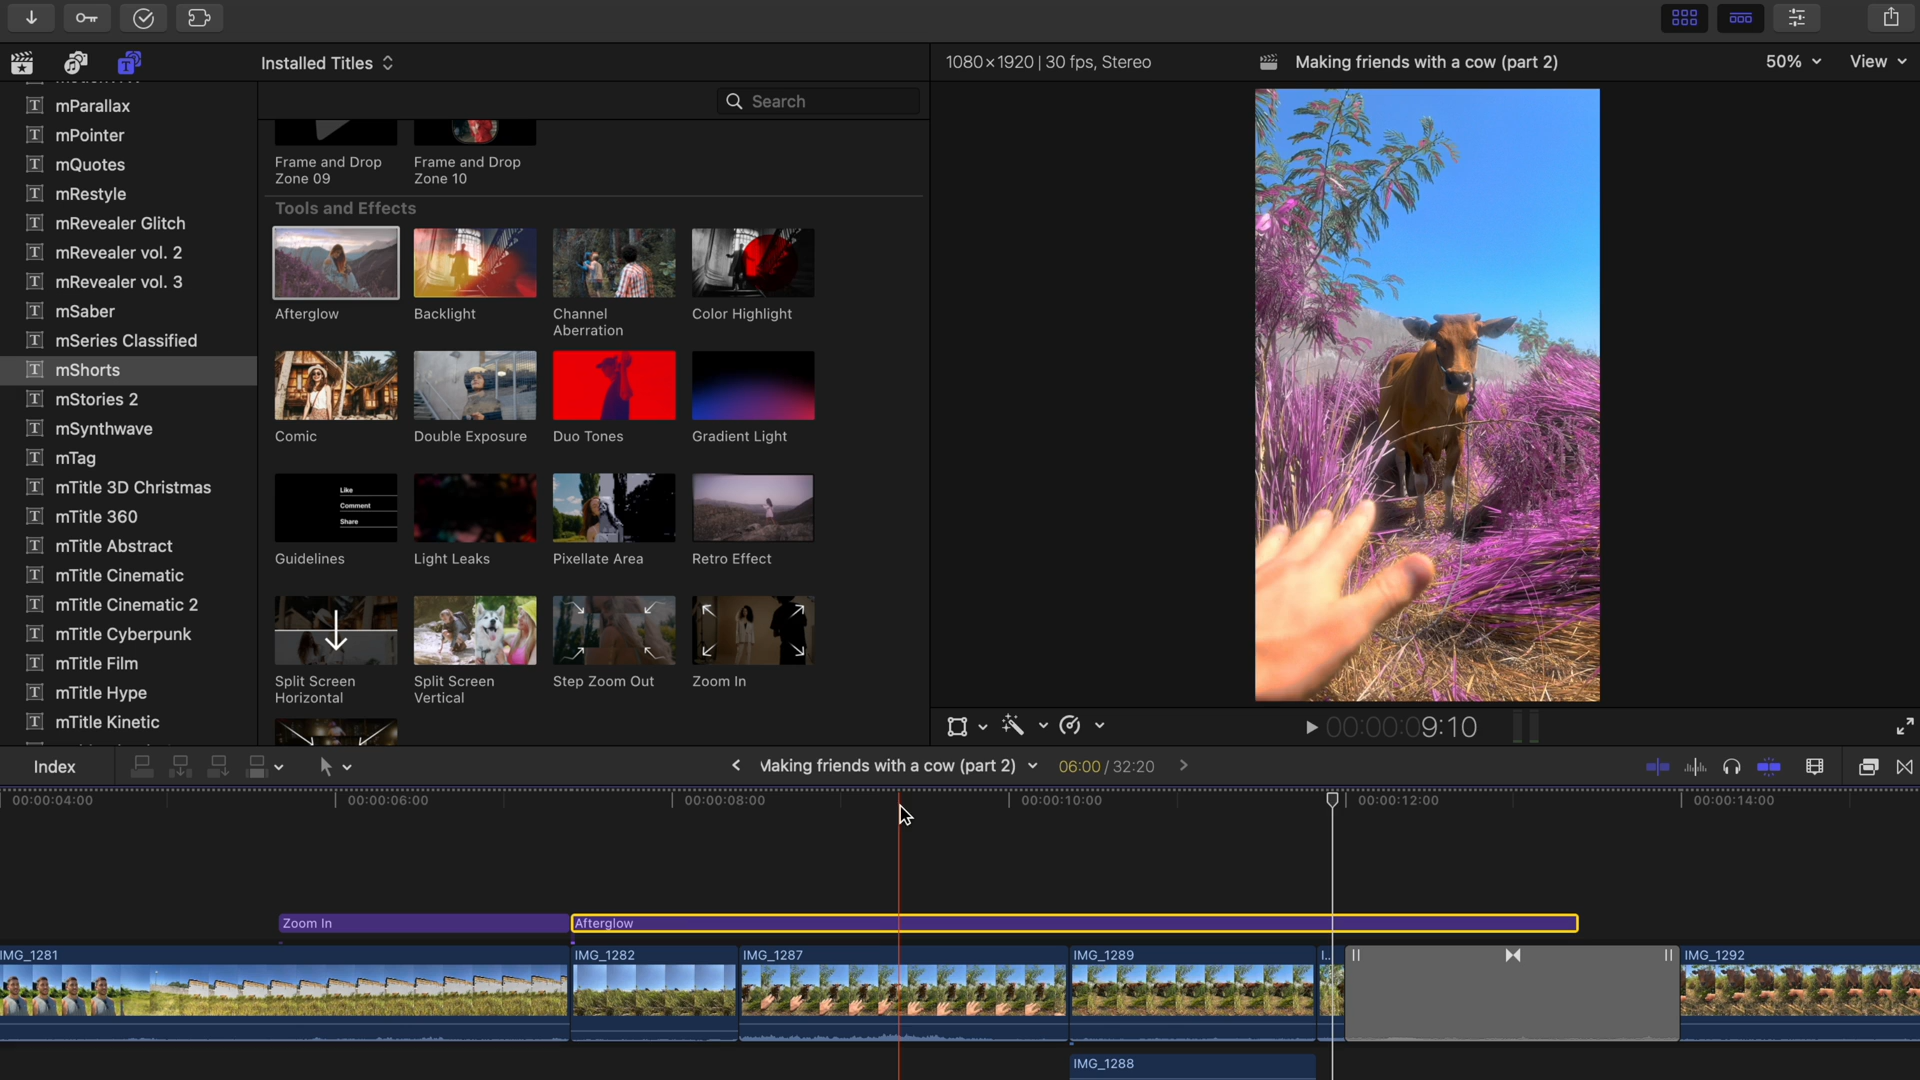 Installed Titles
1080×1920 | 30 fps, Stereo
Making friends with a cow (part 2)
50%
View
mParallax
mPointer
mQuotes
mRestyle
mRevealer Glitch
mRevealer vol. 2
mRevealer vol. 3
mSaber
mSeries Classified
mShorts
mStories 2
mSynthwave
mTag
mTitle 3D Christmas
mTitle 360
mTitle Abstract
mTitle Cinematic
mTitle Cinematic 2
mTitle Cyberpunk
mTitle Film
mTitle Hype
mTitle Kinetic
Search
Frame and Drop
Zone 09
Frame and Drop
Zone 10
Tools and Effects
Afterglow
Backlight
Channel
Aberration
Color Highlight
Comic
Double Exposure
Duo Tones
Gradient Light
Like
Comment
Share
Guidelines
Light Leaks
Pixellate Area
Retro Effect
Split Screen
Horizontal
Split Screen
Vertical
Step Zoom Out
Zoom In
00:00:09:10
Index
Making friends with a cow (part 2)
06:00 / 32:20
00:00:04:00
00:00:06:00
00:00:08:00
00:00:10:00
00:00:12:00
00:00:14:00
Zoom In
Afterglow
IMG_1281
IMG_1282
IMG_1287
IMG_1289
I...
IMG_1292
IMG_1288